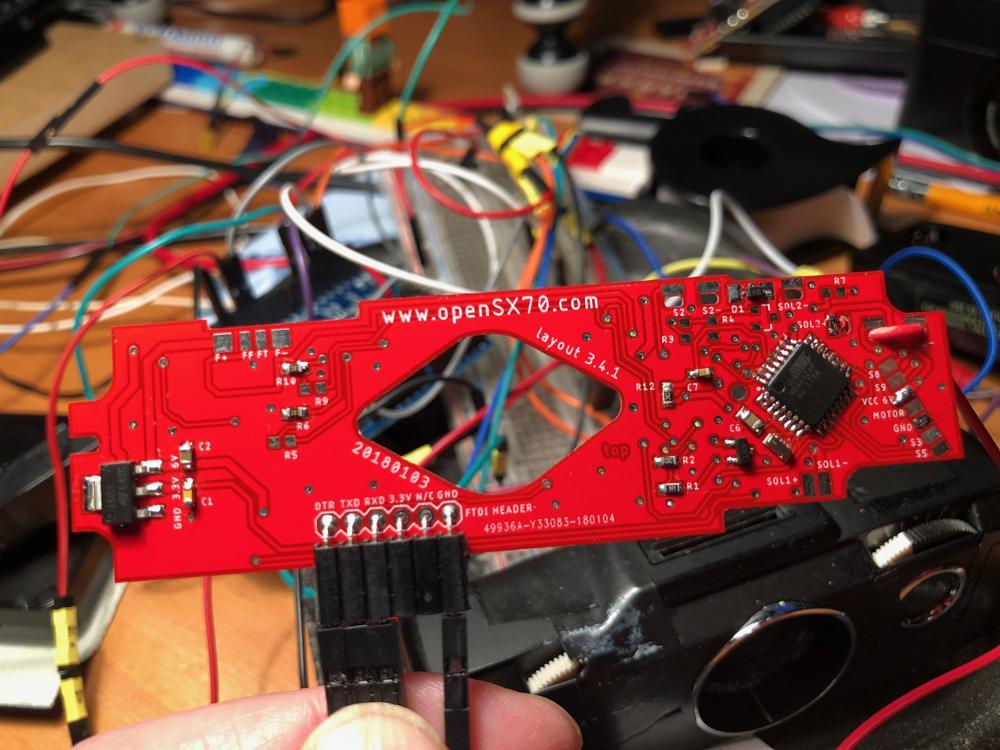 www.openSX70.com
layout 3.4.1
F+ FF FT F-
R10
R9
R6
R5
C2
C1
GND 3.3V 6V
20180103
top
DTR TXD RXD 3.3V N/C GND
FTDI HEADER
49936A-Y33083-180104
S2 S2- D1 SOL2-
R7
SOL2+
R4
R3
R12
C7
C6
R2
R1
SOL1-
SOL1+
S8
S9
VCC 6V
MOTOR
GND
S3
S5